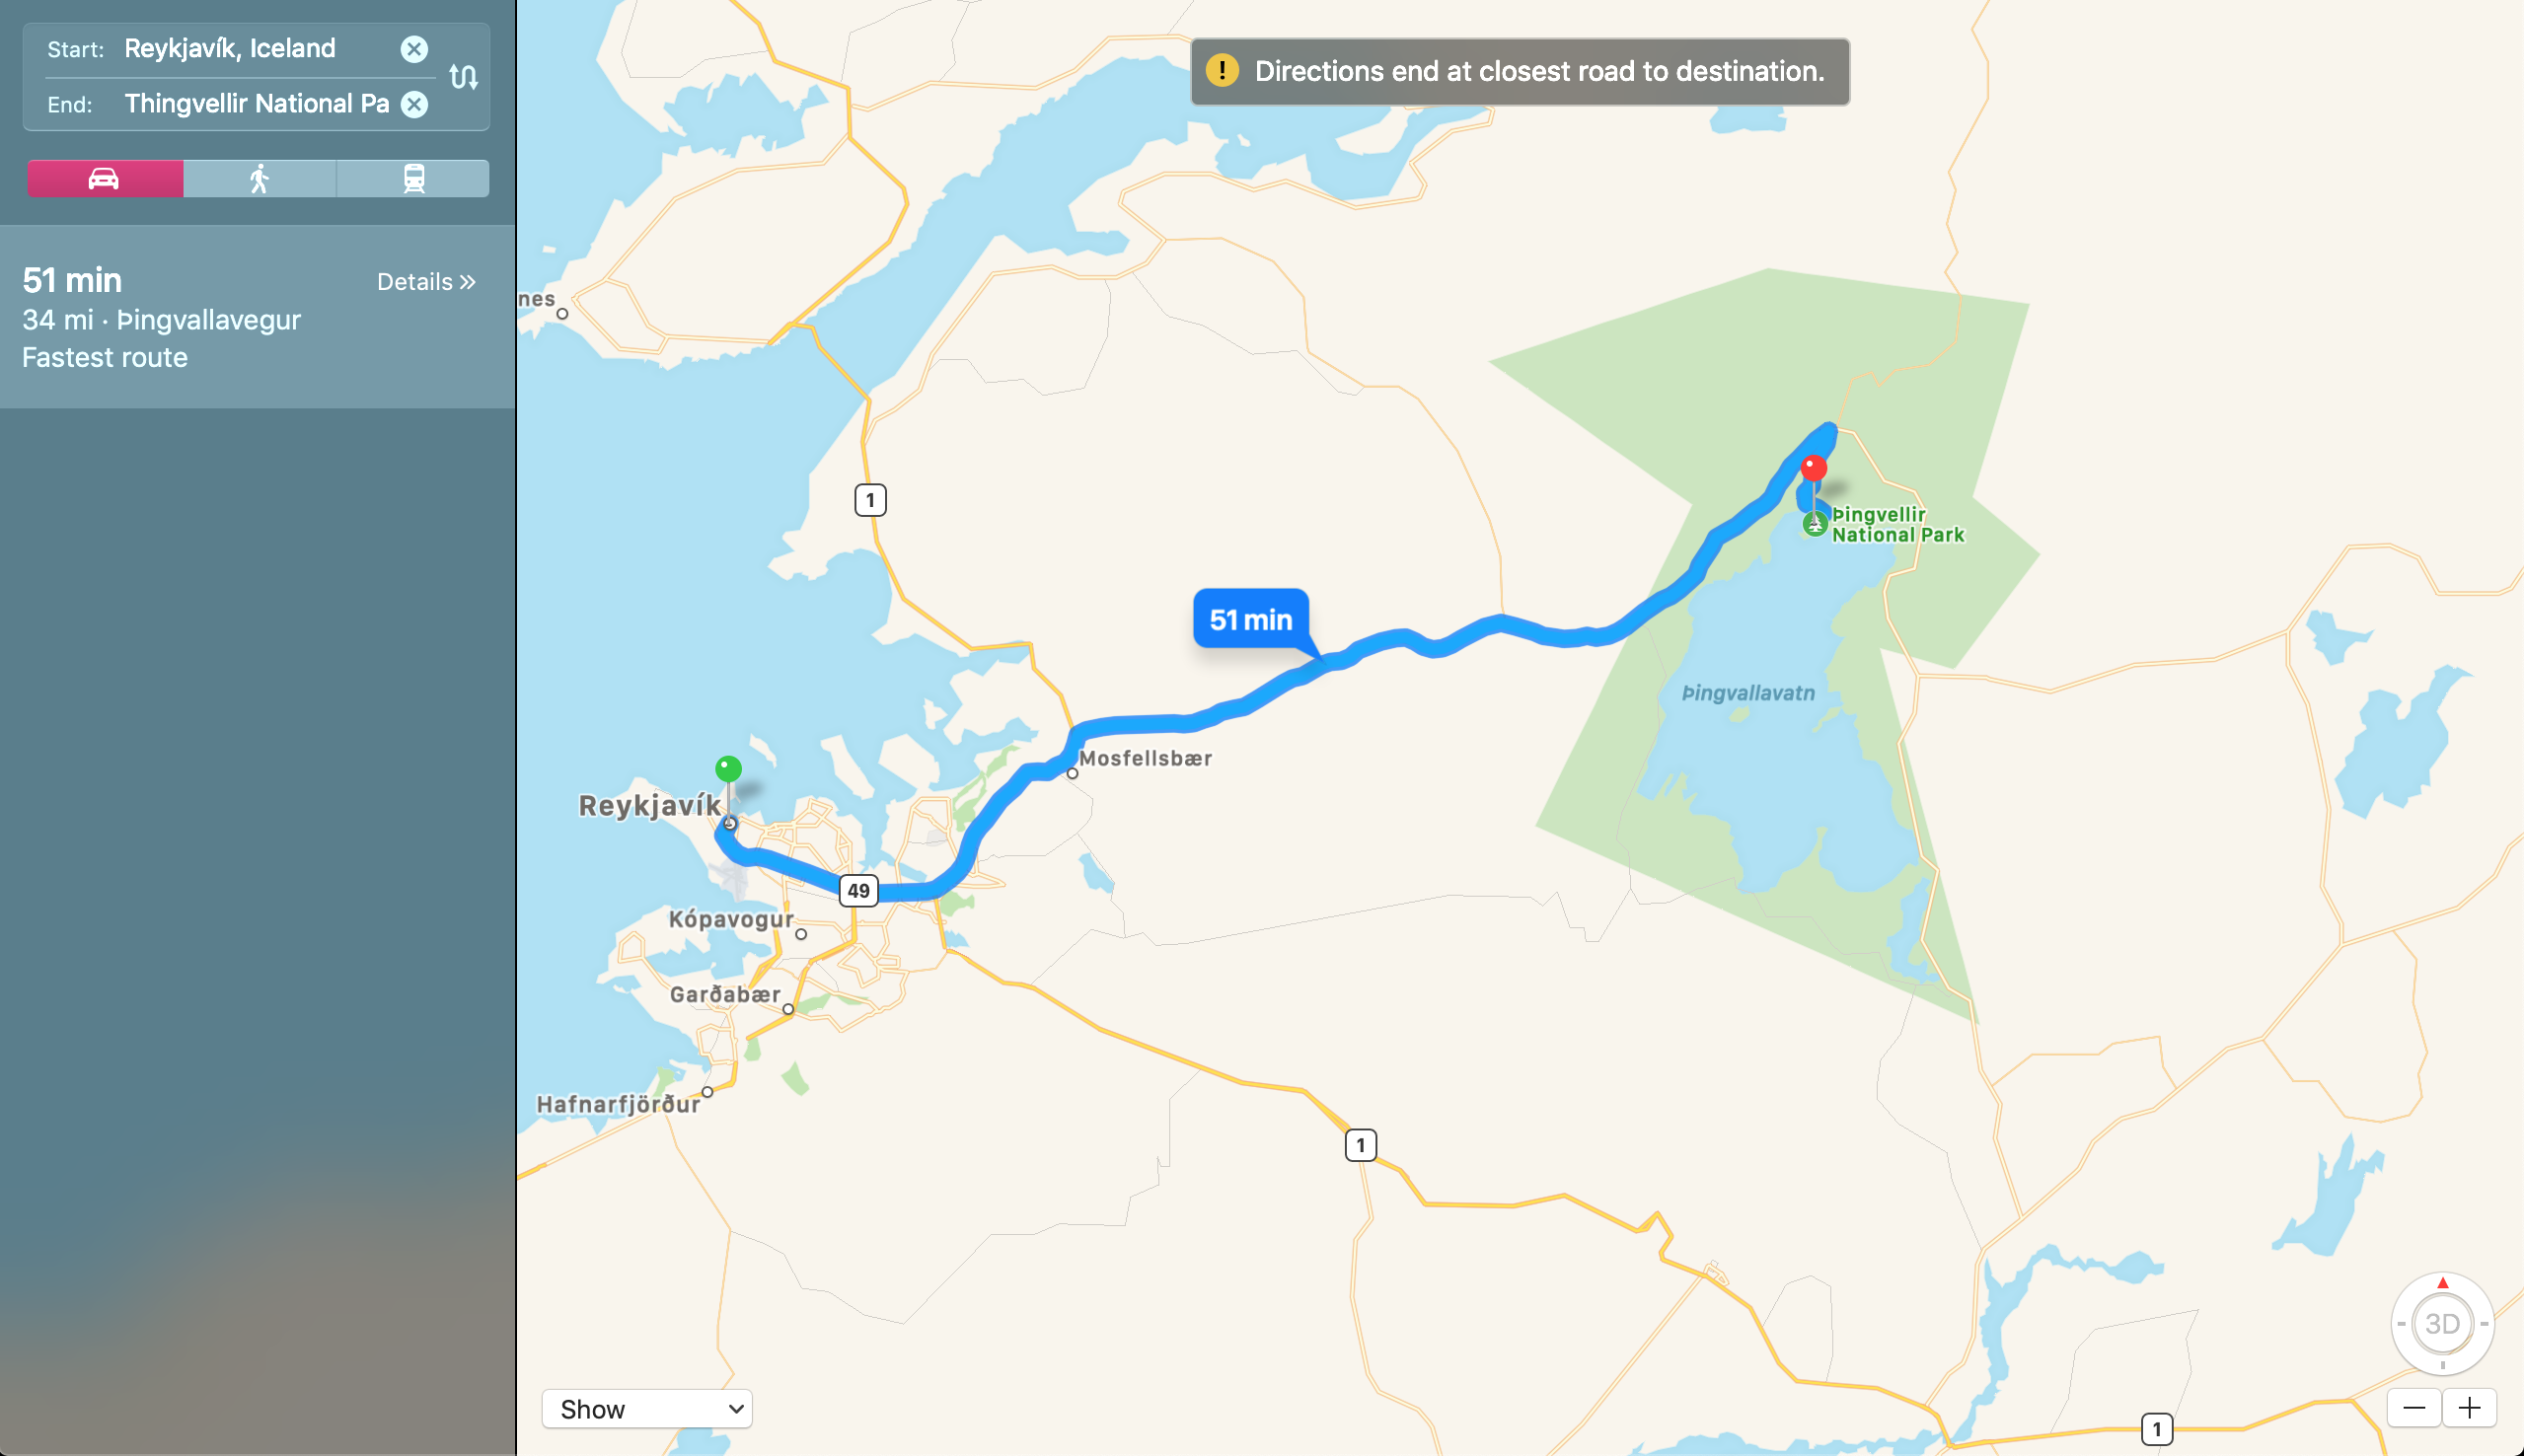 Start: Reykjavík, Iceland
End: Thingvellir National Pa
51 min
Details »
34 mi · Þingvallavegur
Fastest route
! Directions end at closest road to destination.
nes
1
Þingvellir
National Park
51 min
Þingvallavatn
Mosfellsbær
Reykjavík
49
Kópavogur
Garðabær
Hafnarfjörður
1
3D
Show
1